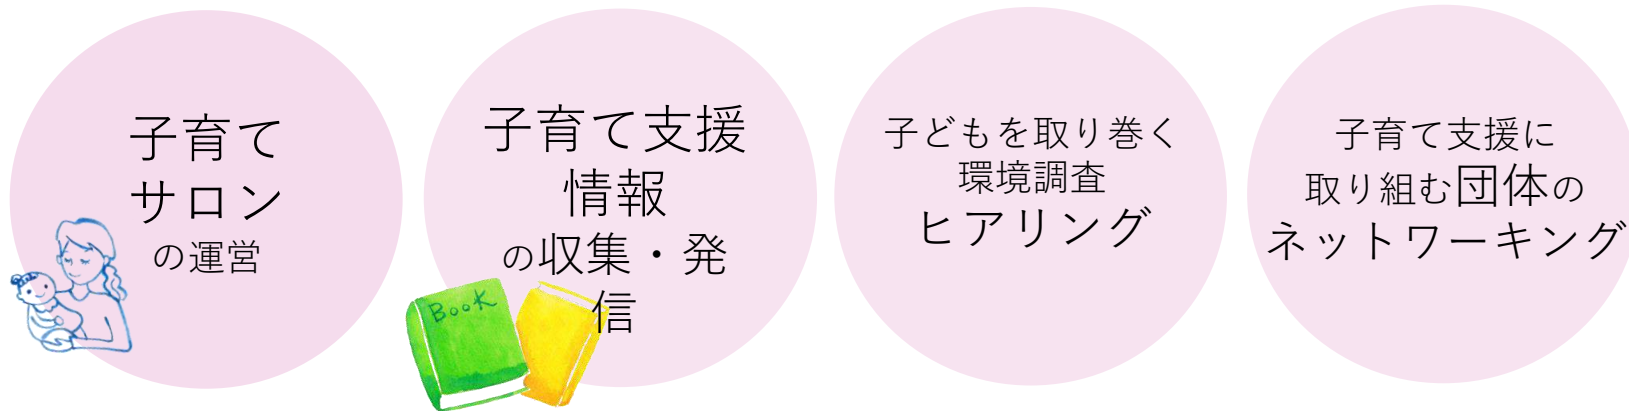 子育て
サロン
の運営
子育て支援
情報
の収集・発
信
BOOK
子どもを取り巻く
環境調査
ヒアリング
子育て支援に
取り組む団体の
ネットワーキング